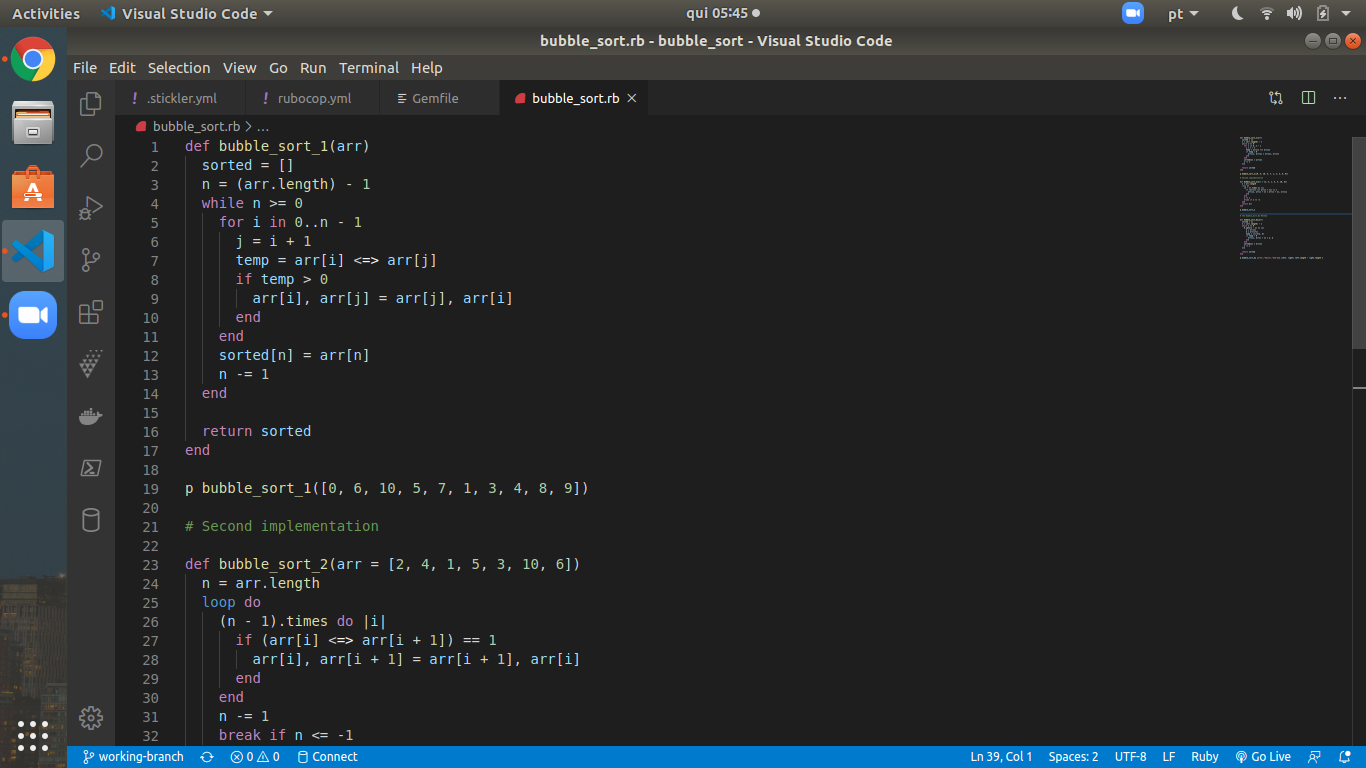 Activities Visual Studio Code qui 05:45 pt
bubble_sort.rb - bubble_sort - Visual Studio Code
File Edit Selection View Go Run Terminal Help
! .stickler.yml ! rubocop.yml Gemfile bubble_sort.rb
bubble_sort.rb > ...
1 def bubble_sort_1(arr)
2 sorted = []
3 n = (arr.length) - 1
4 while n >= 0
5 for i in 0..n - 1
6 j = i + 1
7 temp = arr[i] <=> arr[j]
8 if temp > 0
9 arr[i], arr[j] = arr[j], arr[i]
10 end
11 end
12 sorted[n] = arr[n]
13 n -= 1
14 end
15
16 return sorted
17 end
18
19 p bubble_sort_1([0, 6, 10, 5, 7, 1, 3, 4, 8, 9])
20
21 # Second implementation
22
23 def bubble_sort_2(arr = [2, 4, 1, 5, 3, 10, 6])
24 n = arr.length
25 loop do
26 (n - 1).times do |i|
27 if (arr[i] <=> arr[i + 1]) == 1
28 arr[i], arr[i + 1] = arr[i + 1], arr[i]
29 end
30 end
31 n -= 1
32 break if n <= -1
working-branch 0 0 Connect Ln 39, Col 1 Spaces: 2 UTF-8 LF Ruby Go Live